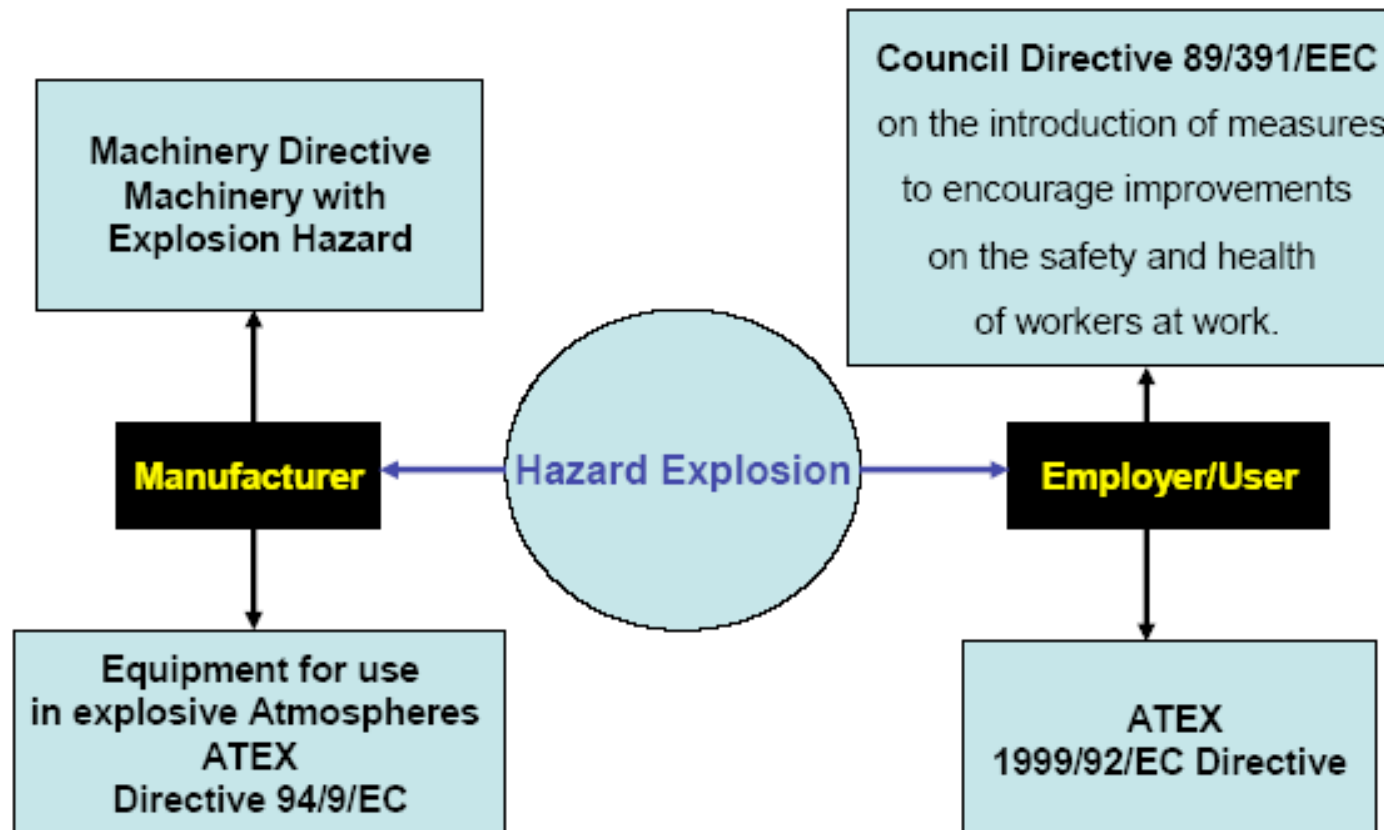 Machinery Directive
Machinery with
Explosion Hazard
Council Directive 89/391/EEC
on the introduction of measures
to encourage improvements
on the safety and health
of workers at work.
Manufacturer
Hazard Explosion
Employer/User
Equipment for use
in explosive Atmospheres
ATEX
Directive 94/9/EC
ATEX
1999/92/EC Directive